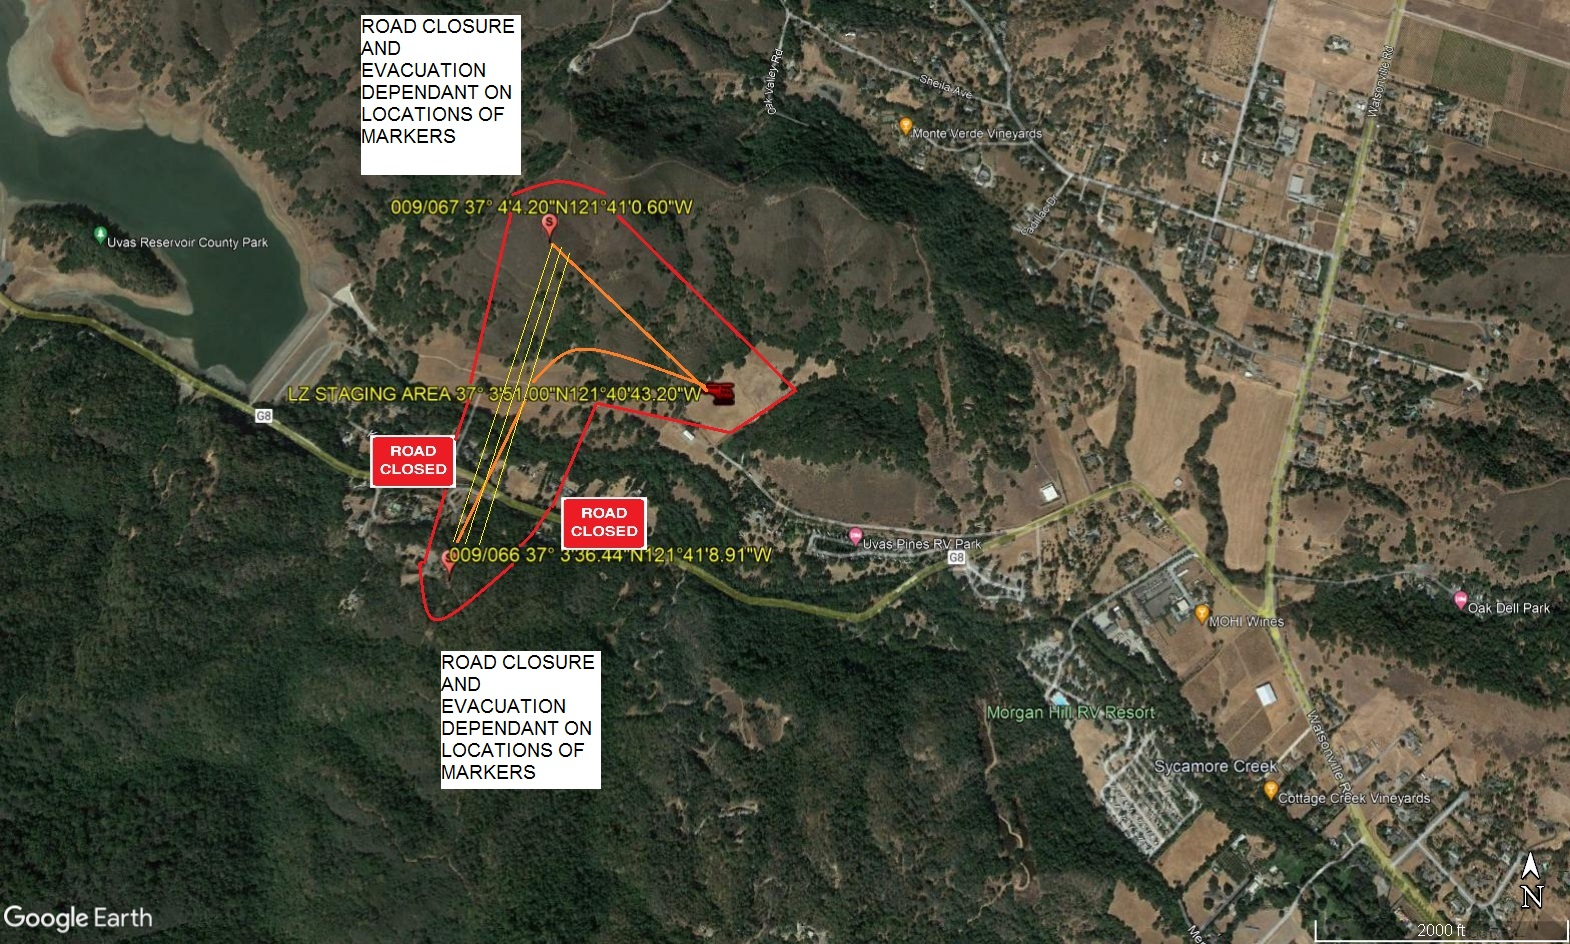 ROAD CLOSURE
AND
EVACUATION
DEPENDANT ON
LOCATIONS OF
MARKERS
Oak Valley Rd
Sheila Ave
Watsonville Rd
Monte Verde Vineyards
009/067 37° 4'4.20"N121°41'0.60"W
S
Cadillac Dr
Uvas Reservoir County Park
LZ STAGING AREA 37° 3'51.00"N121°40'43.20"W
G8
ROAD
CLOSED
ROAD
CLOSED
009/066 37° 3'36.44"N121°41'8.91"W
Uvas Pines RV Park
G8
Oak Dell Park
MOHI Wines
ROAD CLOSURE
AND
EVACUATION
DEPENDANT ON
LOCATIONS OF
MARKERS
Morgan Hill RV Resort
Watsonville Rd
Sycamore Creek
Cottage Creek Vineyards
N
Google Earth
2000 ft